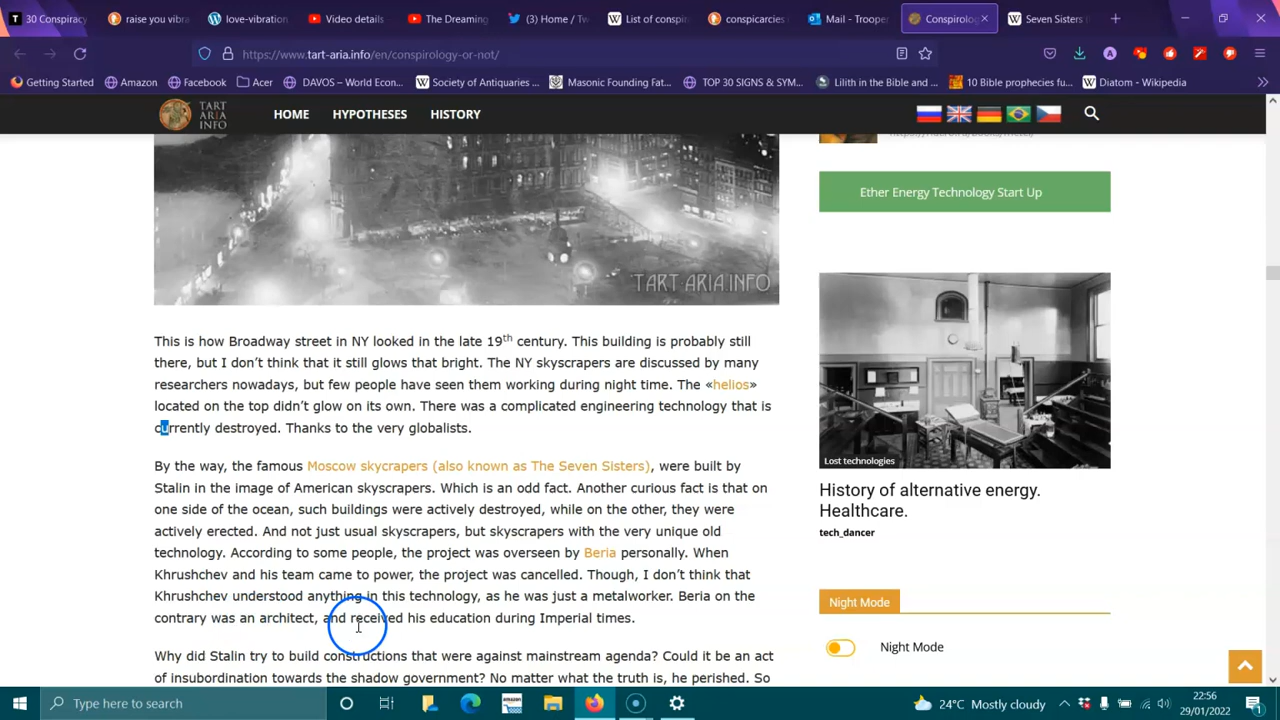 30 Conspiracy
raise you vibra
love-vibration
Video details
The Dreaming
(3) Home / Tw
List of conspi
conspicarcies
Mail - Trooper
Conspirolog
Seven Sisters (
https://www.tart-aria.info/en/conspirology-or-not/
Getting Started
Amazon
Facebook
Acer
DAVOS – World Econ...
Society of Antiquaries ...
Masonic Founding Fat...
TOP 30 SIGNS & SYM...
Lilith in the Bible and ...
10 Bible prophecies fu...
Diatom - Wikipedia
TART
ARIA
INFO
HOME
HYPOTHESES
HISTORY
TART-ARIA.INFO
This is how Broadway street in NY looked in the late 19th century. This building is probably still
there, but I don't think that it still glows that bright. The NY skyscrapers are discussed by many
researchers nowadays, but few people have seen them working during night time. The «helios»
located on the top didn't glow on its own. There was a complicated engineering technology that is
currently destroyed. Thanks to the very globalists.
By the way, the famous Moscow skycrapers (also known as The Seven Sisters), were built by
Stalin in the image of American skyscrapers. Which is an odd fact. Another curious fact is that on
one side of the ocean, such buildings were actively destroyed, while on the other, they were
actively erected. And not just usual skyscrapers, but skyscrapers with the very unique old
technology. According to some people, the project was overseen by Beria personally. When
Khrushchev and his team came to power, the project was cancelled. Though, I don't think that
Khrushchev understood anything in this technology, as he was just a metalworker. Beria on the
contrary was an architect, and received his education during Imperial times.
Why did Stalin try to build constructions that were against mainstream agenda? Could it be an act
of insubordination towards the shadow government? No matter what the truth is, he perished. So
Ether Energy Technology Start Up
Lost technologies
History of alternative energy.
Healthcare.
tech_dancer
Night Mode
Night Mode
Type here to search
24°C Mostly cloudy
22:56
29/01/2022